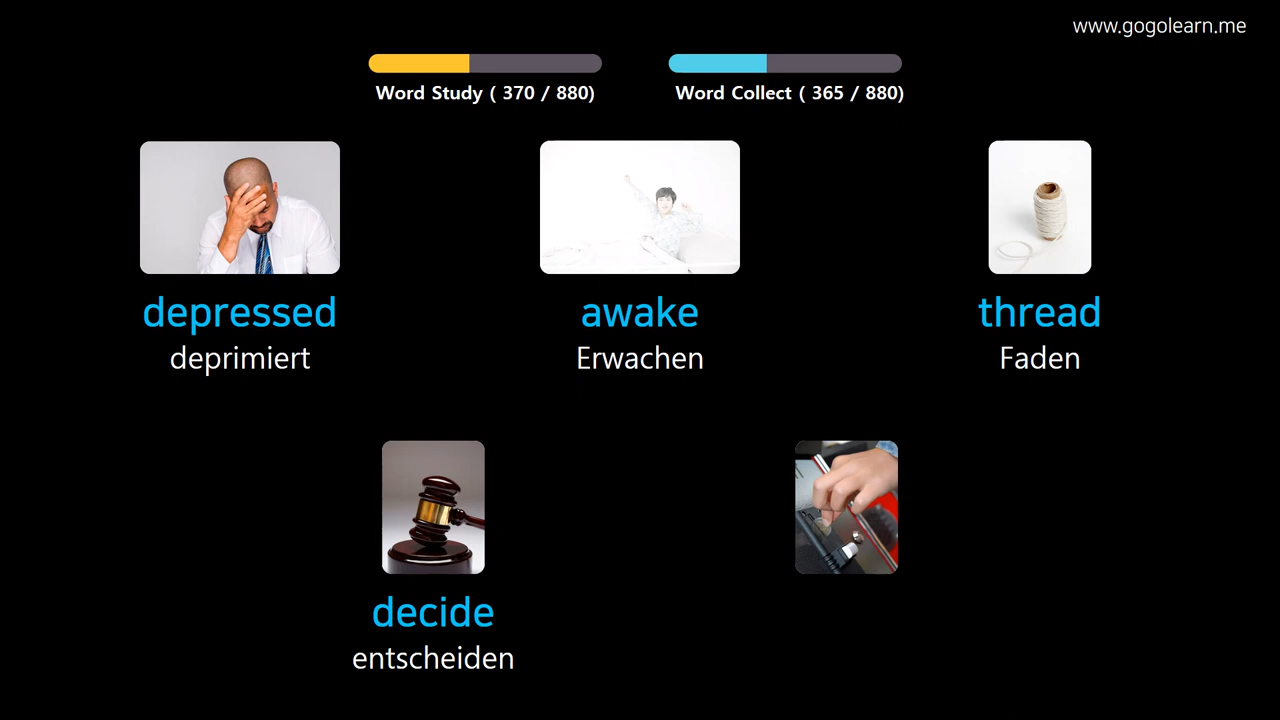 www.gogolearn.me
Word Study ( 370 / 880)
Word Collect ( 365 / 880)
depressed
deprimiert
awake
Erwachen
thread
Faden
decide
entscheiden